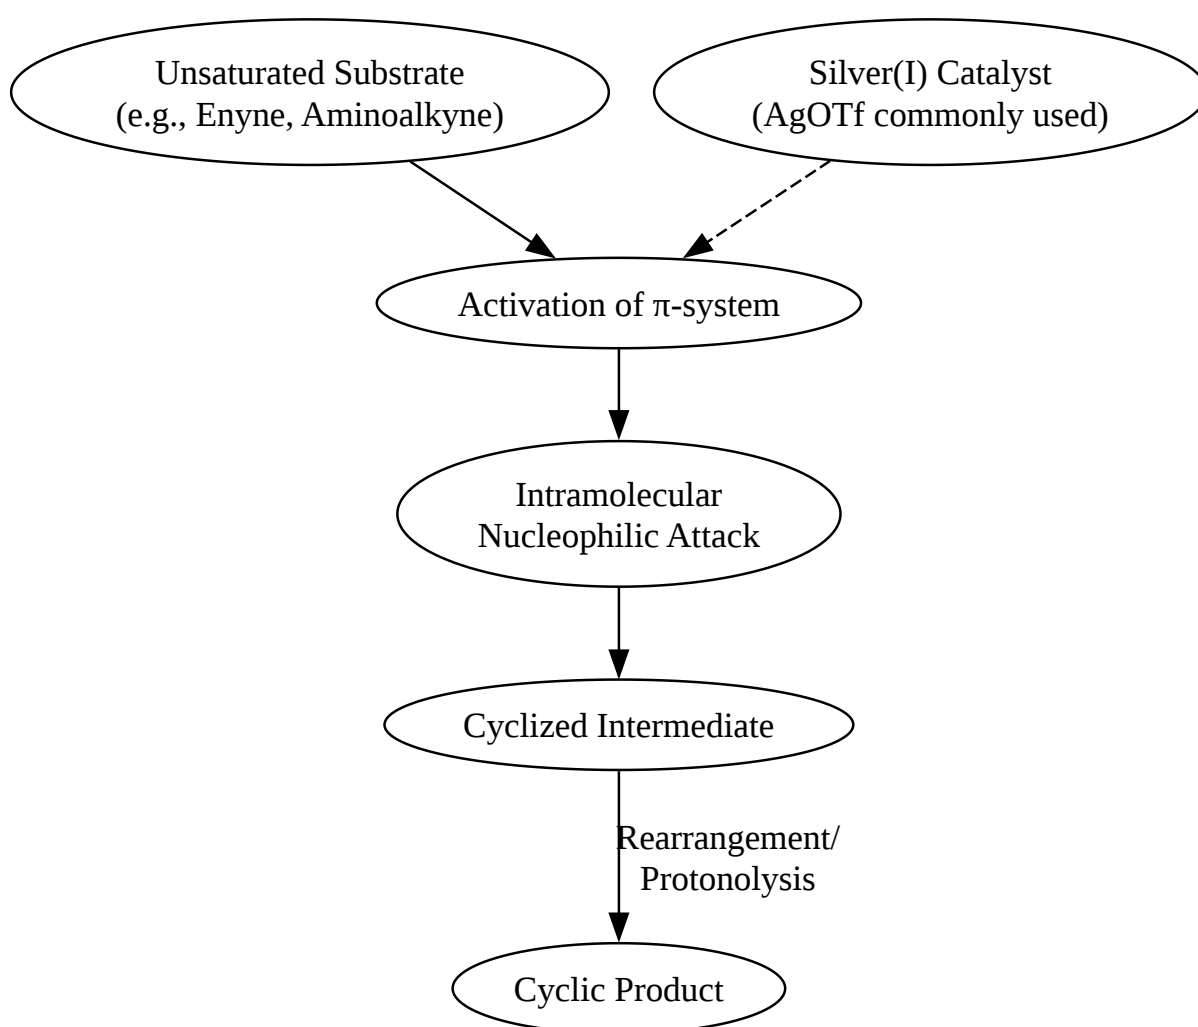 Unsaturated Substrate
(e.g., Enyne, Aminoalkyne)
Silver(I) Catalyst
(AgOTf commonly used)
Activation of π-system
Intramolecular
Nucleophilic Attack
Cyclized Intermediate
Rearrangement/
Protonolysis
Cyclic Product